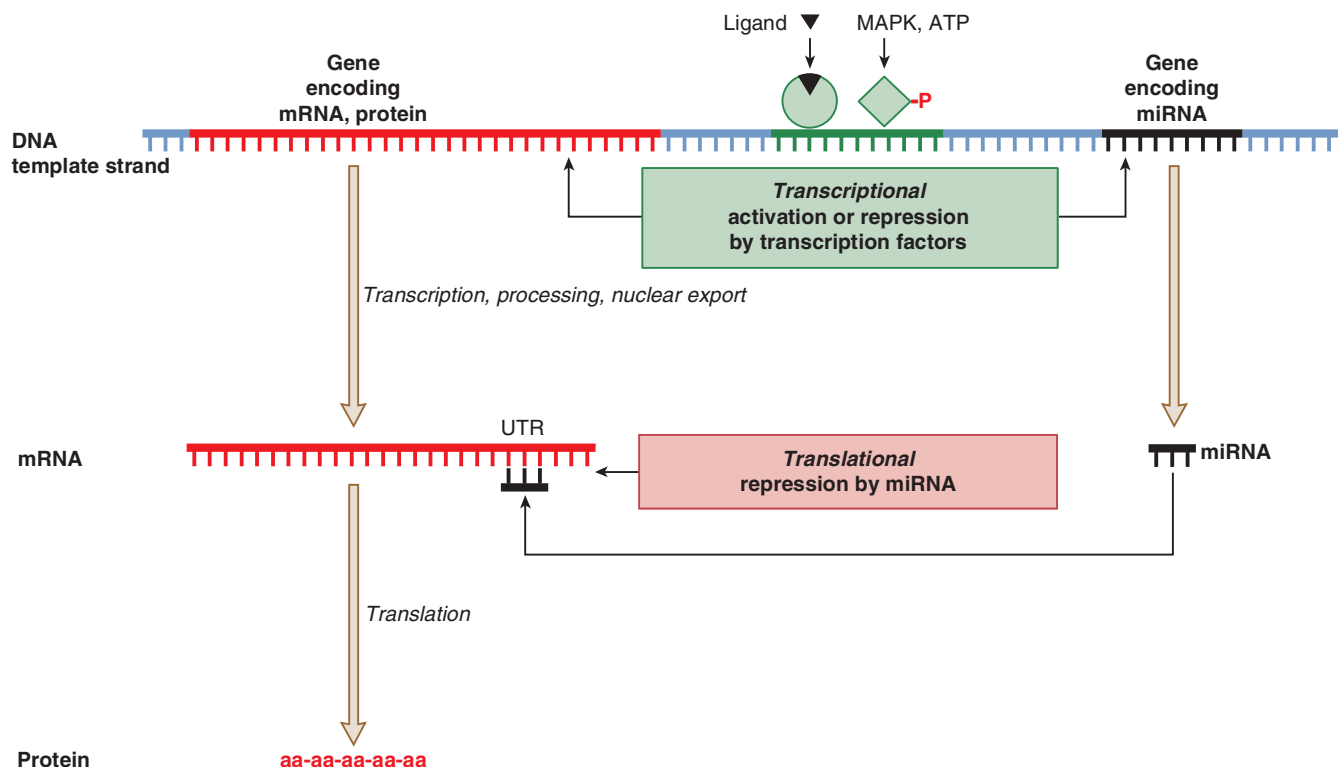 Ligand
MAPK, ATP
Gene
encoding
mRNA, protein
Gene
encoding
miRNA
-P
DNA
template strand
Transcriptional
activation or repression
by transcription factors
Transcription, processing, nuclear export
UTR
mRNA
Translational
repression by miRNA
miRNA
Translation
Protein
aa-aa-aa-aa-aa